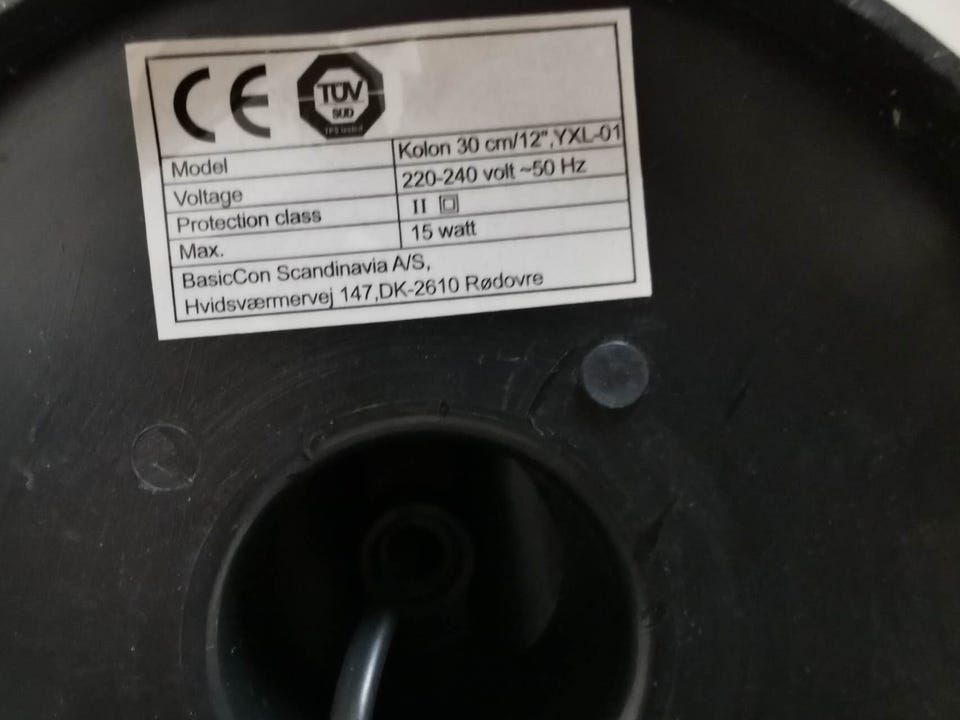 CE
TÜV
SÜD
Model Kolon 30 cm/12",YXL-01
Voltage 220-240 volt ~50 Hz
Protection class II
Max. 15 watt
BasicCon Scandinavia A/S,
Hvidsværmervej 147,DK-2610 Rødovre